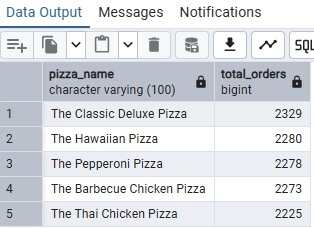 Data Output Messages Notifications
SQL
pizza_name total_orders
character varying (100) bigint
1 The Classic Deluxe Pizza 2329
2 The Hawaiian Pizza 2280
3 The Pepperoni Pizza 2278
4 The Barbecue Chicken Pizza 2273
5 The Thai Chicken Pizza 2225